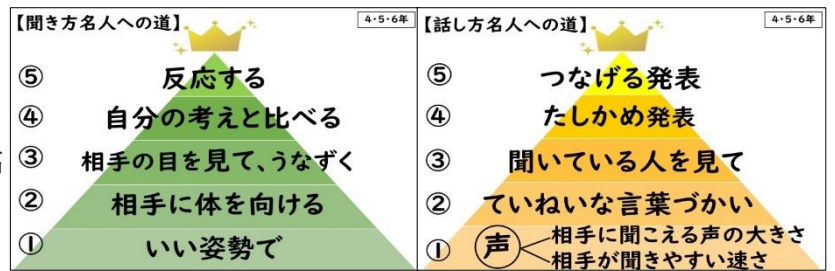 【聞き方名人への道】
4・5・6年
⑤ 反応する
④ 自分の考えと比べる
③ 相手の目を見て、うなずく
② 相手に体を向ける
① いい姿勢で
【話し方名人への道】
4・5・6年
⑤ つなげる発表
④ たしかめ発表
③ 聞いている人を見て
② ていねいな言葉づかい
① 声
相手に聞こえる声の大きさ
相手が聞きやすい速さ